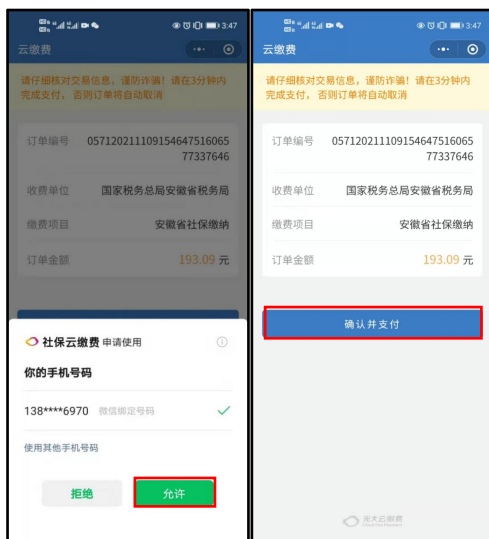 3:47
云缴费
请仔细核对交易信息，谨防诈骗！请在3分钟内
完成支付，否则订单将自动取消
订单编号 057120211109154647516065
77337646
收费单位 国家税务总局安徽省税务局
缴费项目 安徽省社保缴纳
订单金额 193.09 元
社保云缴费 申请使用
你的手机号码
138****6970 微信绑定号码
使用其他手机号码
拒绝 允许
3:47
云缴费
请仔细核对交易信息，谨防诈骗！请在3分钟内
完成支付，否则订单将自动取消
订单编号 057120211109154647516065
77337646
收费单位 国家税务总局安徽省税务局
缴费项目 安徽省社保缴纳
订单金额 193.09 元
确认并支付
光大云缴费